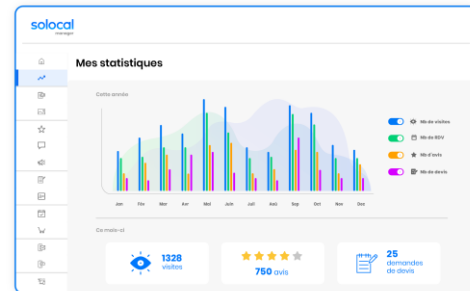 solocal
manager
Mes statistiques
Cette année
Nb de visites
Nb de RDV
Nb d'avis
Nb de devis
Jan Fév Mar Avr Mai Juin Juil Aoû Sep Oct Nov Dec
Ce mois-ci
1328
visites
750 avis
25
demandes
de devis